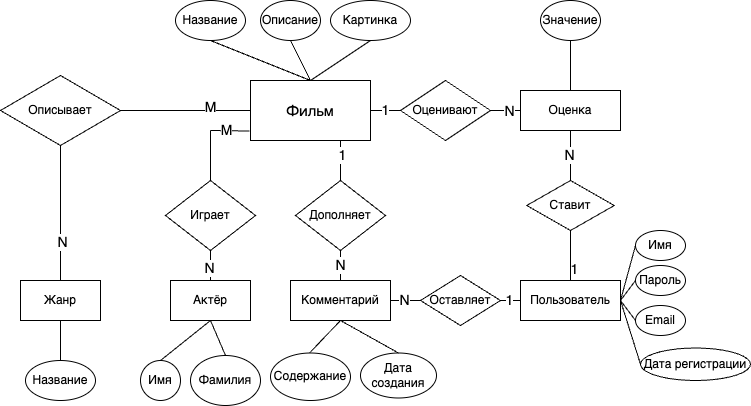 Название
Описание
Картинка
Значение
Описывает
M
Фильм
1
Оценивают
N
Оценка
M
1
N
Играет
Дополняет
Ставит
N
N
N
1
Имя
Жанр
Актёр
Комментарий
N
Оставляет
1
Пользователь
Пароль
Email
Название
Имя
Фамилия
Содержание
Дата
создания
Дата регистрации